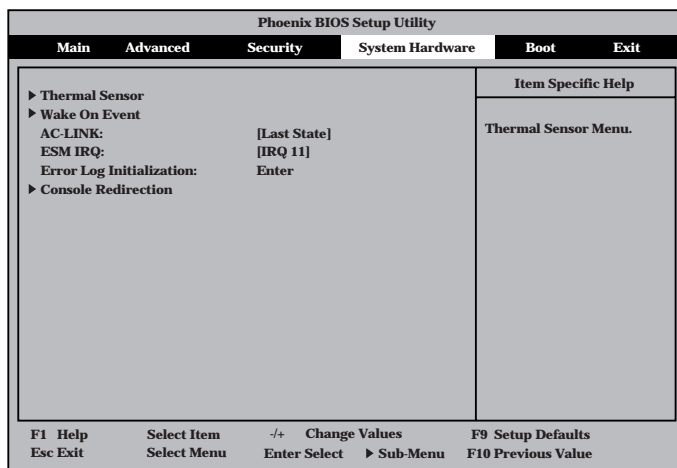 Phoenix BIOS Setup Utility
Main Advanced Security System Hardware Boot Exit
Item Specific Help
Thermal Sensor
Wake On Event
Thermal Sensor Menu.
AC-LINK: [Last State]
ESM IRQ: [IRQ 11]
Error Log Initialization: Enter
Console Redirection
F1 Help Select Item -/+ Change Values F9 Setup Defaults
Esc Exit Select Menu Enter Select Sub-Menu F10 Previous Value